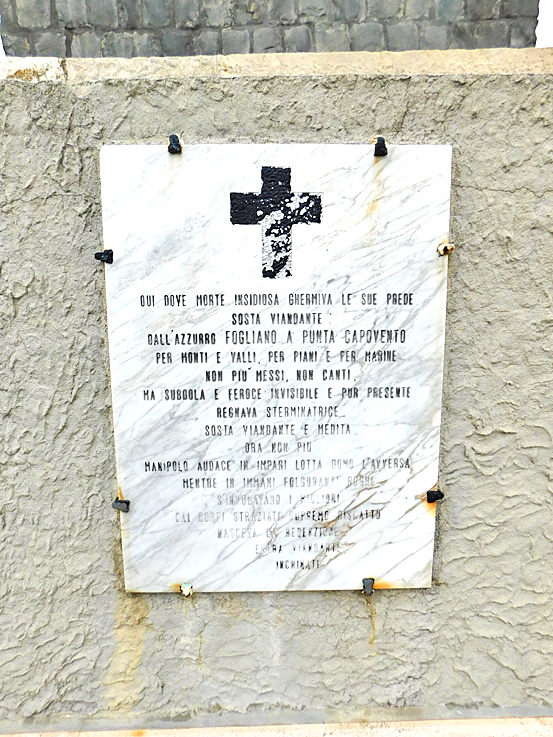 QUI DOVE MORTE INSIDIOSA GHERMIVA LE SUE PREDE
SOSTA VIANDANTE
DALL'AZZURRO FOGLIANO A PUNTA CAPOVENTO
PER MONTI E VALLI, PER PIANI E PER MARINE
NON PIU' MESSI, NON CANTI,
MA SUBDOLA E FEROCE INVISIBILE E PUR PRESENTE
REGNAVA STERMINATRICE
SOSTA VIANDANTE E MEDITA
ORA NON PIU
MANIPOLO AUDACE IN IMPARI LOTTA DOMO L'AVVERSA
MENTRE IN IMMANI FOLGORANTI ROGHI
S'INVOLAVANO I MIGLIORI
DAI CORPI STRAZIATI SUPREMO RISCATTO
NASCEVA LA REDENZIONE
ORA VIANDANTE
INCHINATI